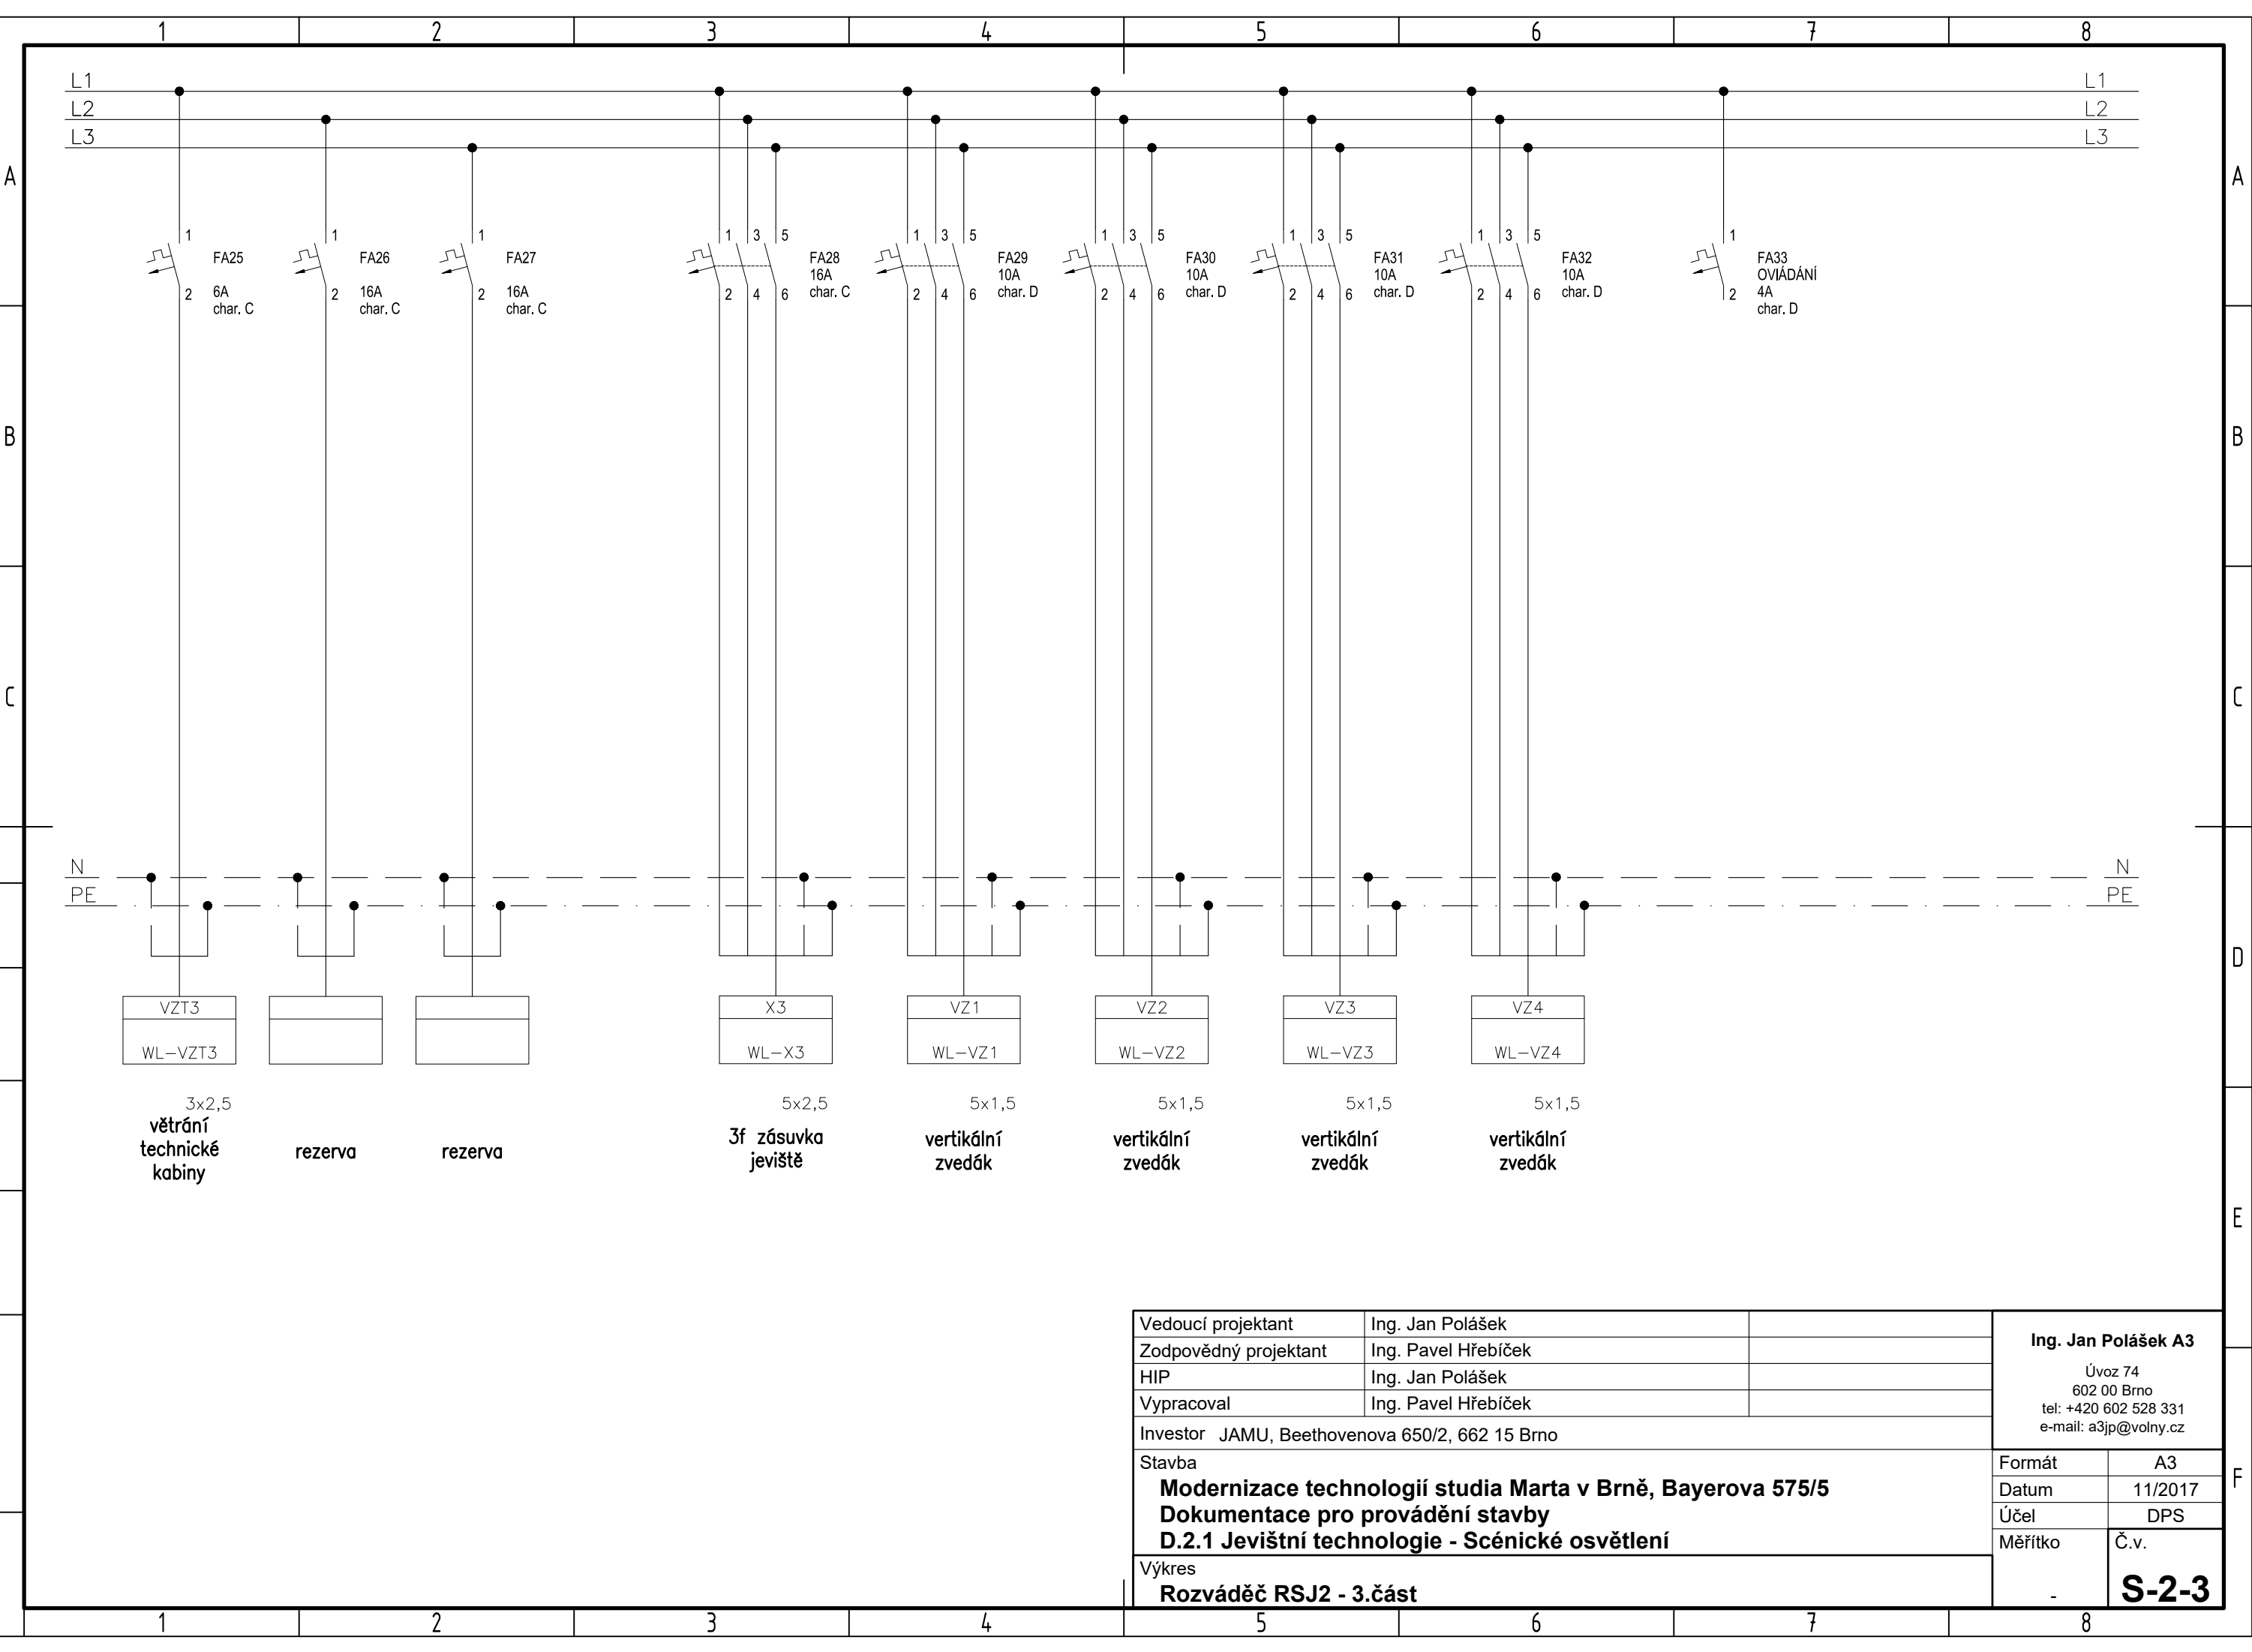 1 2 3 4 5 6 7 8
L1 L1
L2 L2
L3 L3
A A
1 1 1 1 3 5 1 3 5 1 3 5 1 3 5 1 3 5 1
FA25 FA26 FA27 FA28 FA29 FA30 FA31 FA32 FA33
16A 10A 10A 10A 10A OVIÁDÁNÍ
2 6A 2 16A 2 16A 2 4 6 char. C 2 4 6 char. D 2 4 6 char. D 2 4 6 char. D 2 4 6 char. D 2 4A
char. C char. C char. C char. D
B B
C C
N N
PE PE
D D
VZT3 X3 VZ1 VZ2 VZ3 VZ4
WL-VZT3 WL-X3 WL-VZ1 WL-VZ2 WL-VZ3 WL-VZ4
3x2,5 5x2,5 5x1,5 5x1,5 5x1,5 5x1,5
větrání
technické
kabiny
rezerva
rezerva
3f zásuvka
jeviště
vertikální
zvedák
vertikální
zvedák
vertikální
zvedák
vertikální
zvedák
E
Vedoucí projektant Ing. Jan Polášek
Zodpovědný projektant Ing. Pavel Hřebíček
HIP Ing. Jan Polášek
Vypracoval Ing. Pavel Hřebíček
Investor JAMU, Beethovenova 650/2, 662 15 Brno
Ing. Jan Polášek A3
Úvoz 74
602 00 Brno
tel: +420 602 528 331
e-mail: a3jp@volny.cz
Stavba
Modernizace technologií studia Marta v Brně, Bayerova 575/5
Dokumentace pro provádění stavby
D.2.1 Jevištní technologie - Scénické osvětlení
Formát A3
Datum 11/2017
Účel DPS
Měřítko -
Č.v.
S-2-3
F
Výkres
Rozváděč RSJ2 - 3.část
1 2 3 4 5 6 7 8